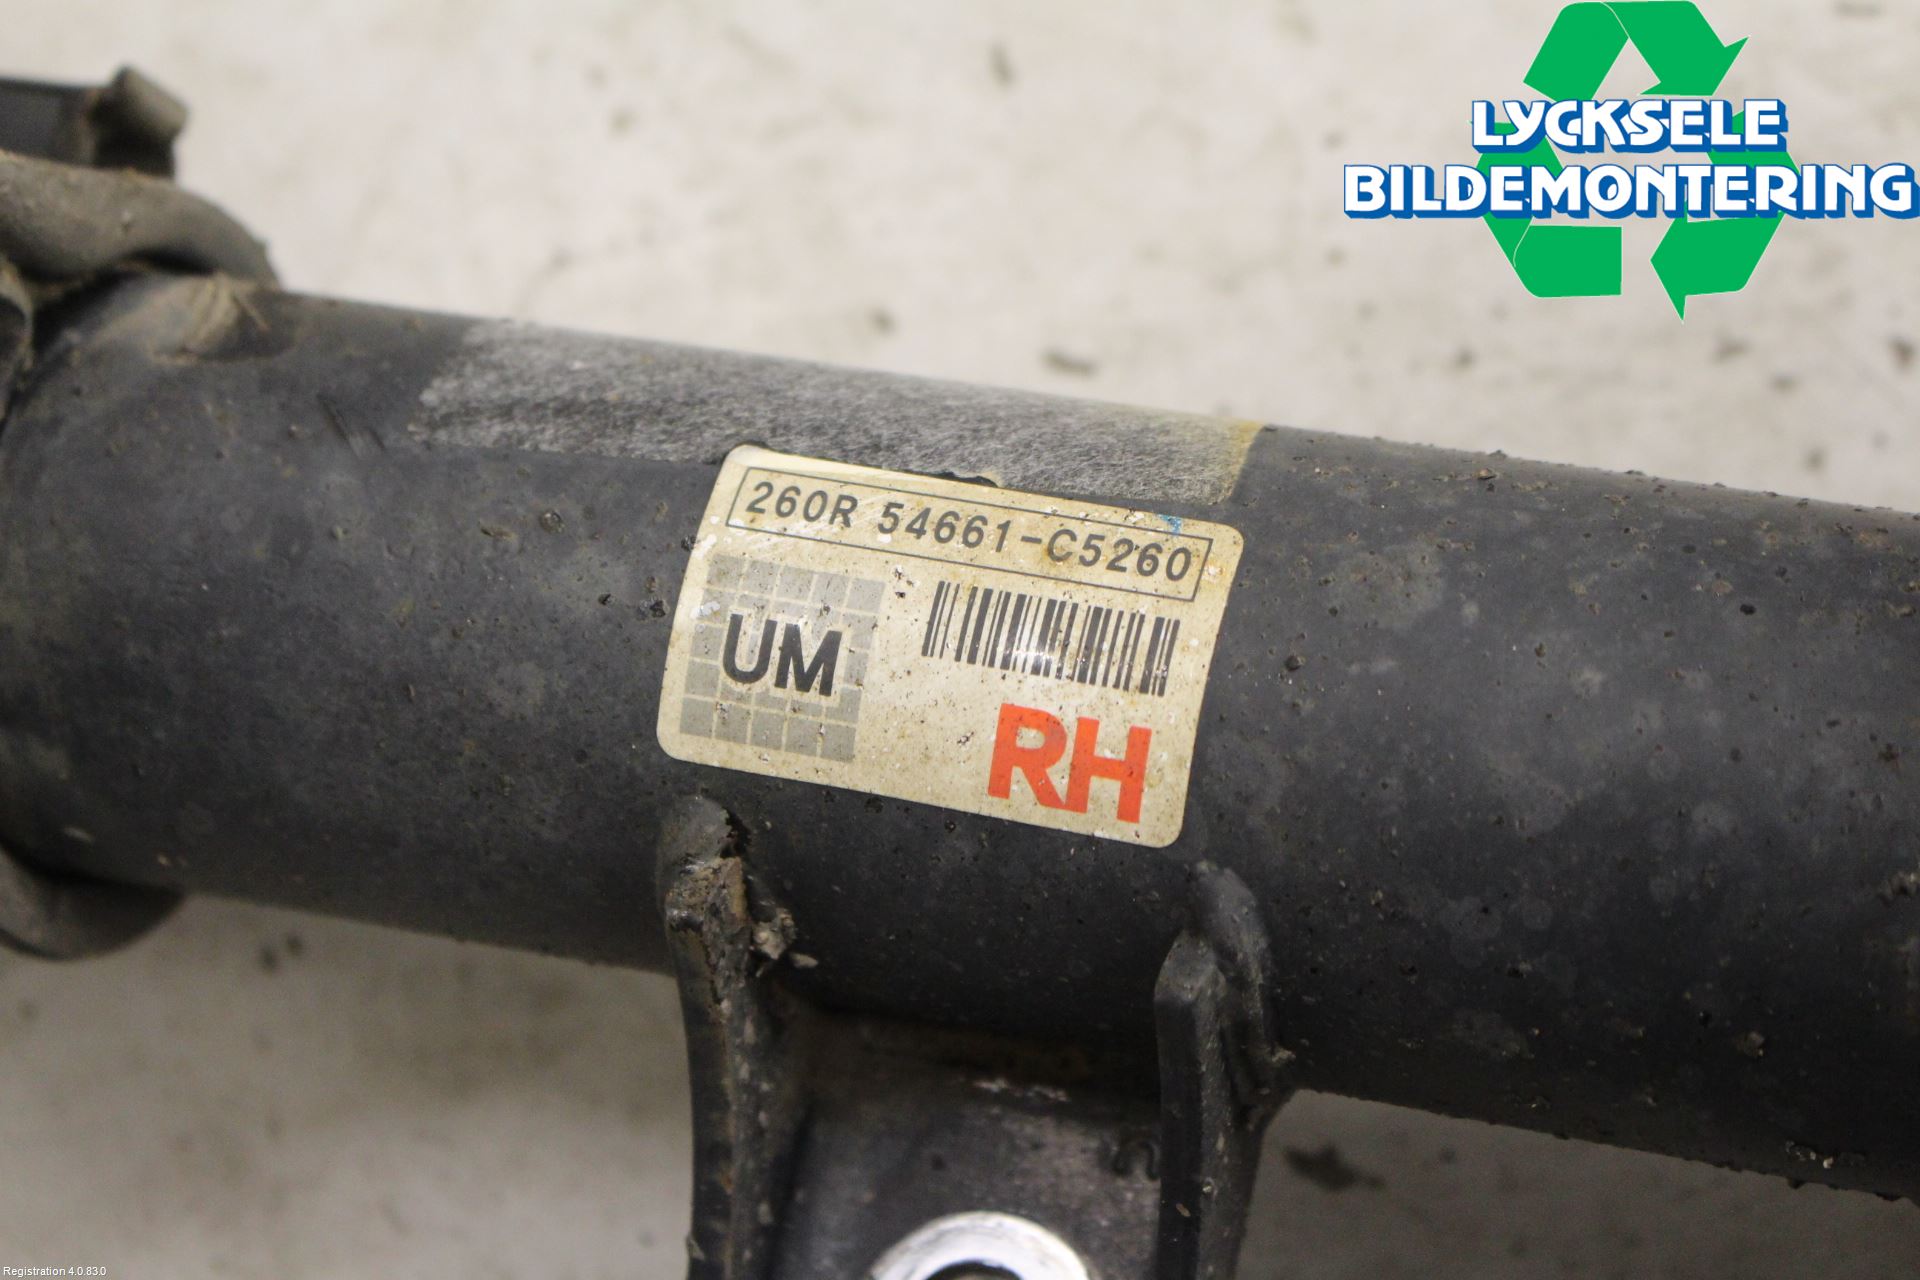 LYCKSELE
BILDEMONTERING
260R 54661-C5260
UM
RH
Registration 4.0.83.0